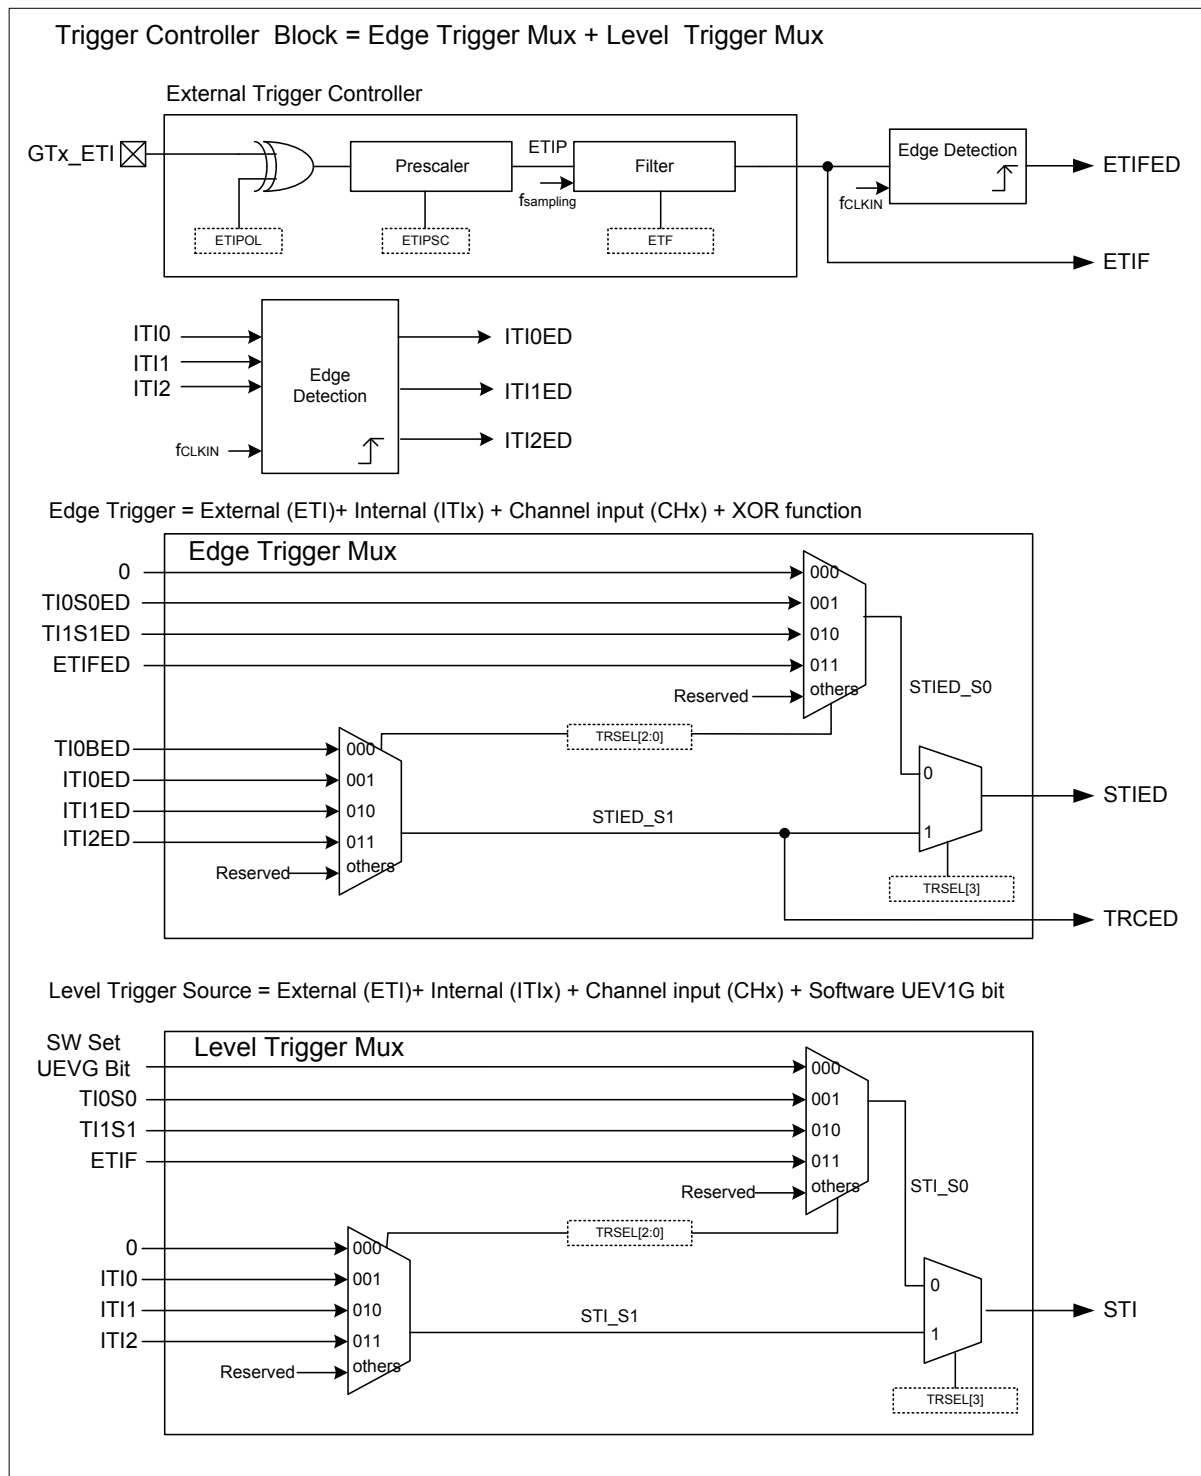 Trigger Controller Block = Edge Trigger Mux + Level Trigger Mux
External Trigger Controller
GTx_ETI
Prescaler
ETIP
fsampling
Filter
Edge Detection
fCLKIN
ETIFED
ETIPOL
ETIPSC
ETF
ETIF
ITI0
ITI1
ITI2
fCLKIN
Edge
Detection
ITI0ED
ITI1ED
ITI2ED
Edge Trigger = External (ETI)+ Internal (ITIx) + Channel input (CHx) + XOR function
Edge Trigger Mux
0
000
TI0S0ED
001
TI1S1ED
010
ETIFED
011
Reserved
others
STIED_S0
TRSEL[2:0]
TI0BED
000
ITI0ED
001
ITI1ED
010
ITI2ED
011
Reserved
others
STIED_S1
0
1
STIED
TRSEL[3]
TRCED
Level Trigger Source = External (ETI)+ Internal (ITIx) + Channel input (CHx) + Software UEV1G bit
Level Trigger Mux
SW Set
UEVG Bit
000
TI0S0
001
TI1S1
010
ETIF
011
Reserved
others
STI_S0
TRSEL[2:0]
0
000
ITI0
001
ITI1
010
ITI2
011
Reserved
others
STI_S1
0
1
STI
TRSEL[3]